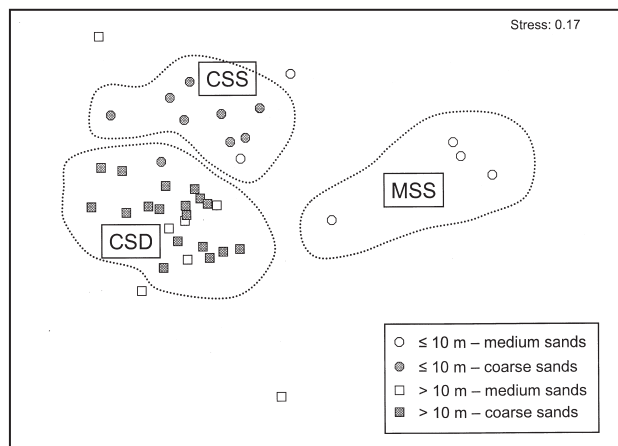 Stress: 0.17
CSS
MSS
CSD
≤ 10 m – medium sands
≤ 10 m – coarse sands
> 10 m – medium sands
> 10 m – coarse sands